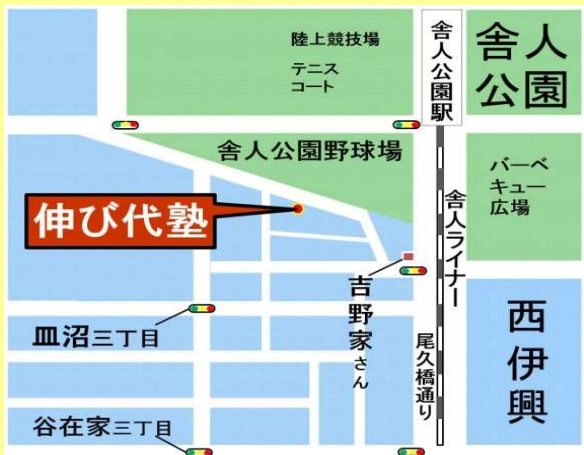 陸上競技場
テニス
コート
舎人公園駅
舎人
公園
舎人公園野球場
バーベ
キュー
広場
伸び代塾
舎人ライナー
吉野家さん
尾久橋通り
皿沼三丁目
西伊興
谷在家三丁目